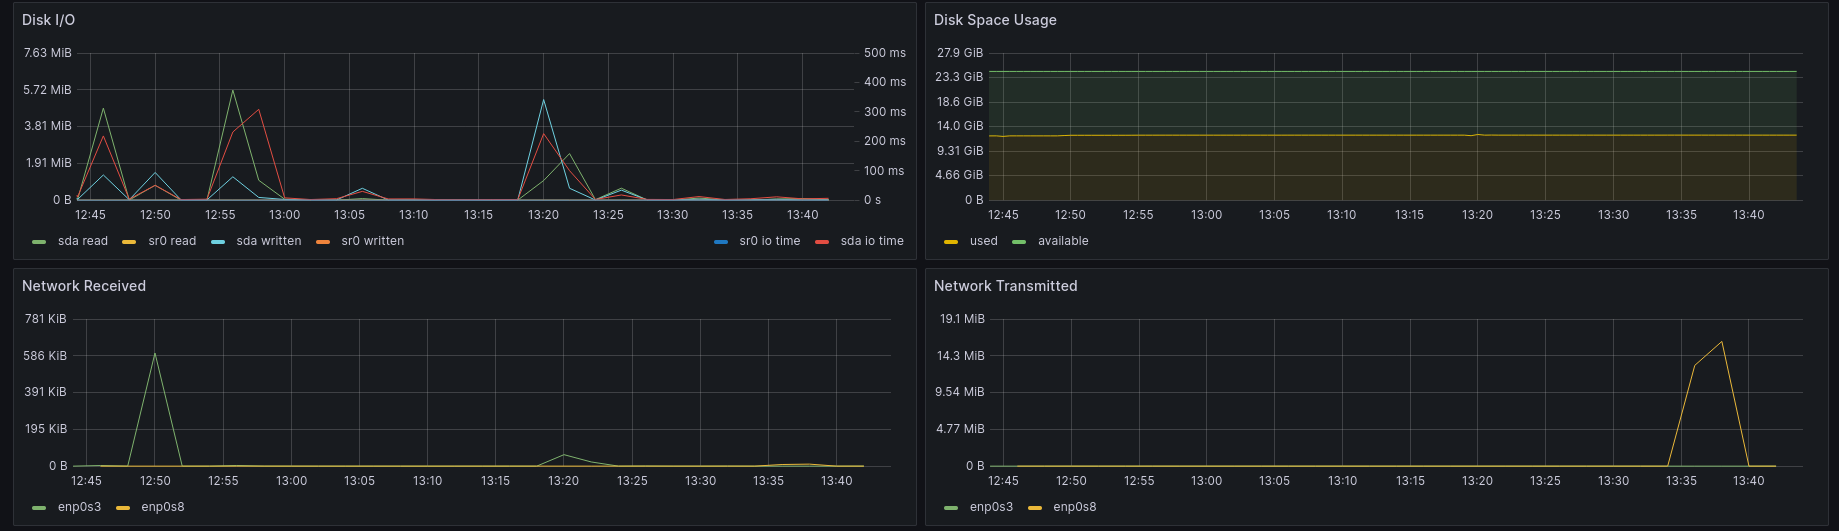 Disk I/O
7.63 MiB
5.72 MiB
3.81 MiB
1.91 MiB
0 B
500 ms
400 ms
300 ms
200 ms
100 ms
0 s
12:45 12:50 12:55 13:00 13:05 13:10 13:15 13:20 13:25 13:30 13:35 13:40
sda read sr0 read sda written sr0 written sr0 io time sda io time
Disk Space Usage
27.9 GiB
23.3 GiB
18.6 GiB
14.0 GiB
9.31 GiB
4.66 GiB
0 B
12:45 12:50 12:55 13:00 13:05 13:10 13:15 13:20 13:25 13:30 13:35 13:40
used available
Network Received
781 KiB
586 KiB
391 KiB
195 KiB
0 B
12:45 12:50 12:55 13:00 13:05 13:10 13:15 13:20 13:25 13:30 13:35 13:40
enp0s3 enp0s8
Network Transmitted
19.1 MiB
14.3 MiB
9.54 MiB
4.77 MiB
0 B
12:45 12:50 12:55 13:00 13:05 13:10 13:15 13:20 13:25 13:30 13:35 13:40
enp0s3 enp0s8